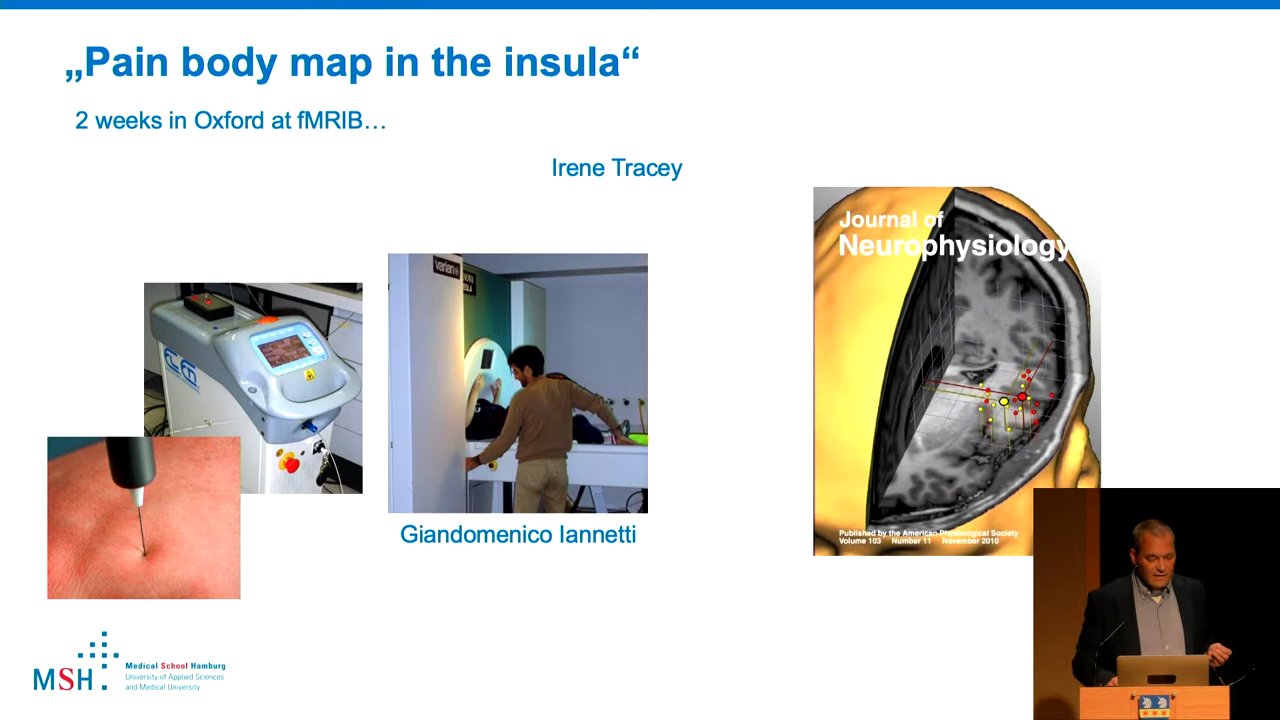 „Pain body map in the insula“
2 weeks in Oxford at fMRIB…
Irene Tracey
Journal of
Neurophysiology
varian
Giandomenico Iannetti
Published by the American Physiological Society
Volume 103 Number 11 November 2010
MSH
Medical School Hamburg
University of Applied Sciences
and Medical University